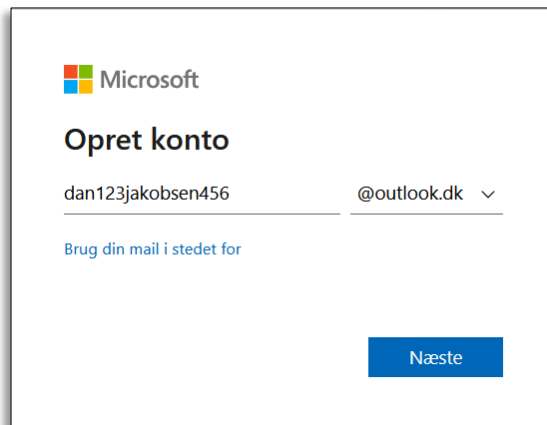 Microsoft
Opret konto
dan123jakobsen456 @outlook.dk
Brug din mail i stedet for
Næste